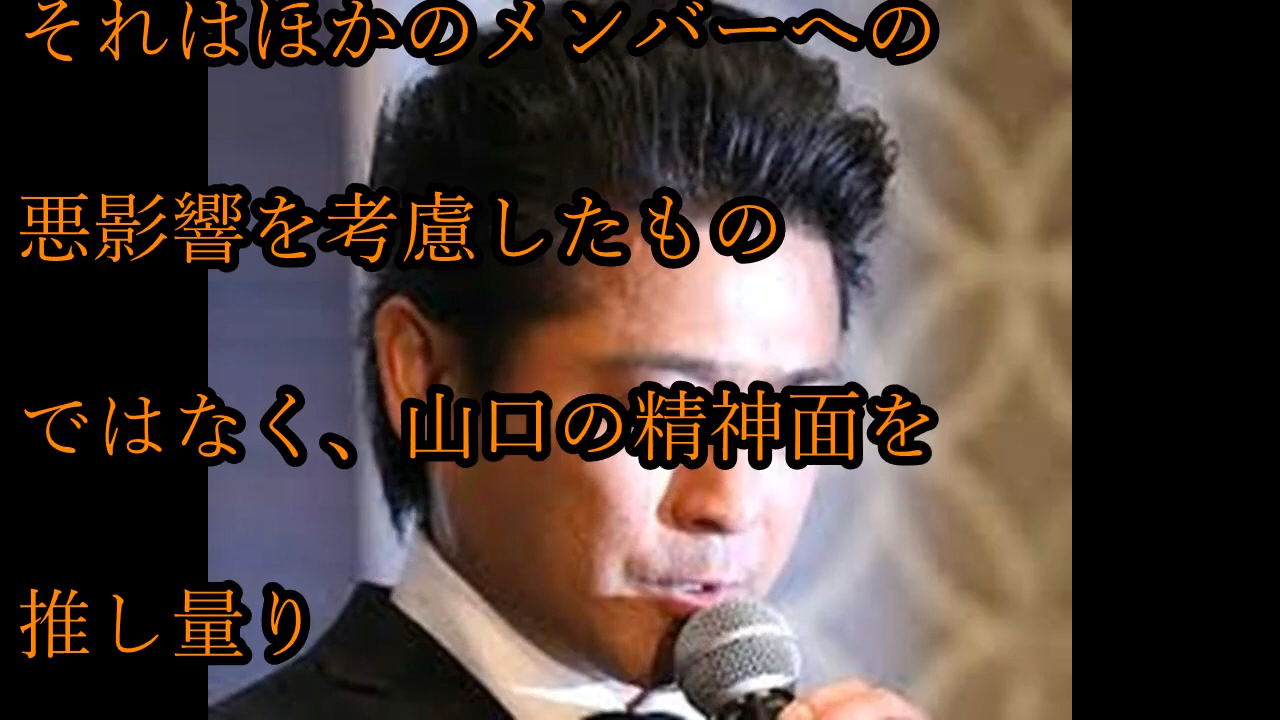 それはほかのメンバーへの
悪影響を考慮したもの
ではなく、山口の精神面を
推し量り